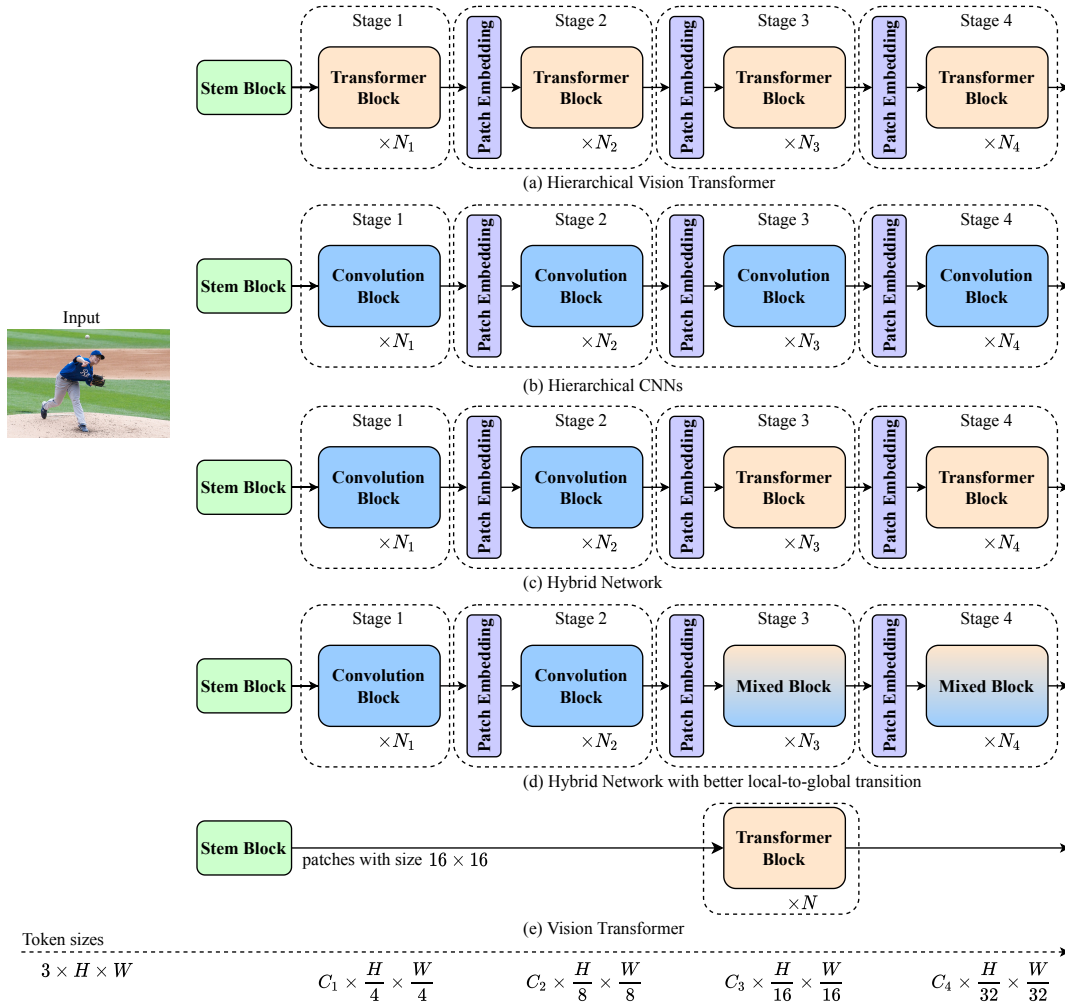 Stage 1
Stage 2
Stage 3
Stage 4
Stem Block
Transformer
Block
× N₁
Patch Embedding
Transformer
Block
× N₂
Patch Embedding
Transformer
Block
× N₃
Patch Embedding
Transformer
Block
× N₄
(a) Hierarchical Vision Transformer
Stage 1
Stage 2
Stage 3
Stage 4
Stem Block
Convolution
Block
× N₁
Patch Embedding
Convolution
Block
× N₂
Patch Embedding
Convolution
Block
× N₃
Patch Embedding
Convolution
Block
× N₄
(b) Hierarchical CNNs
Input
Stage 1
Stage 2
Stage 3
Stage 4
Stem Block
Convolution
Block
× N₁
Patch Embedding
Convolution
Block
× N₂
Patch Embedding
Transformer
Block
× N₃
Patch Embedding
Transformer
Block
× N₄
(c) Hybrid Network
Stage 1
Stage 2
Stage 3
Stage 4
Stem Block
Convolution
Block
× N₁
Patch Embedding
Convolution
Block
× N₂
Patch Embedding
Mixed Block
× N₃
Patch Embedding
Mixed Block
× N₄
(d) Hybrid Network with better local-to-global transition
Stem Block
patches with size 16 × 16
Transformer
Block
× N
(e) Vision Transformer
Token sizes
3 × H × W
C₁ × H/4 × W/4
C₂ × H/8 × W/8
C₃ × H/16 × W/16
C₄ × H/32 × W/32